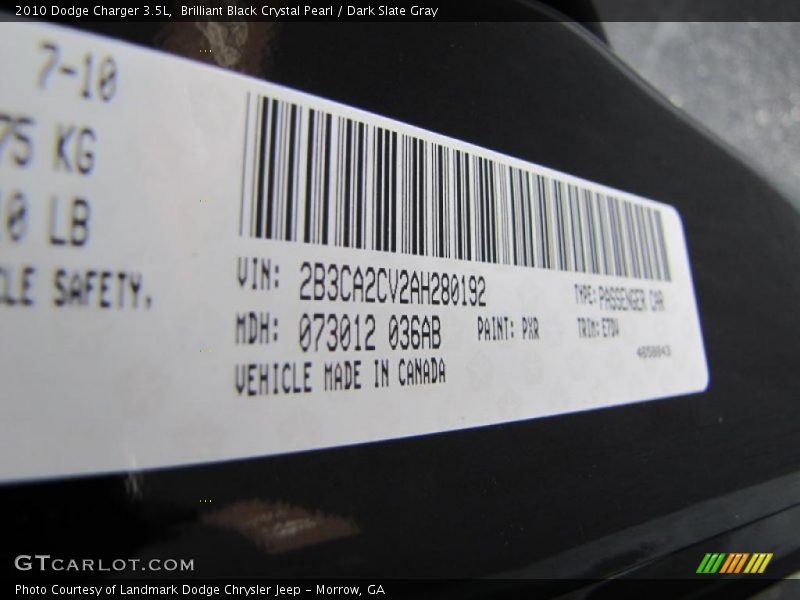 2010 Dodge Charger 3.5L,  Brilliant Black Crystal Pearl / Dark Slate Gray
7-10
75 KG
0 LB
LE SAFETY.
VIN: 2B3CA2CV2AH280192
TYPE: PASSENGER CAR
MDH: 073012 036AB
PAINT: PXR
TRIM:
VEHICLE MADE IN CANADA
GTCARLOT.COM
Photo Courtesy of Landmark Dodge Chrysler Jeep - Morrow, GA